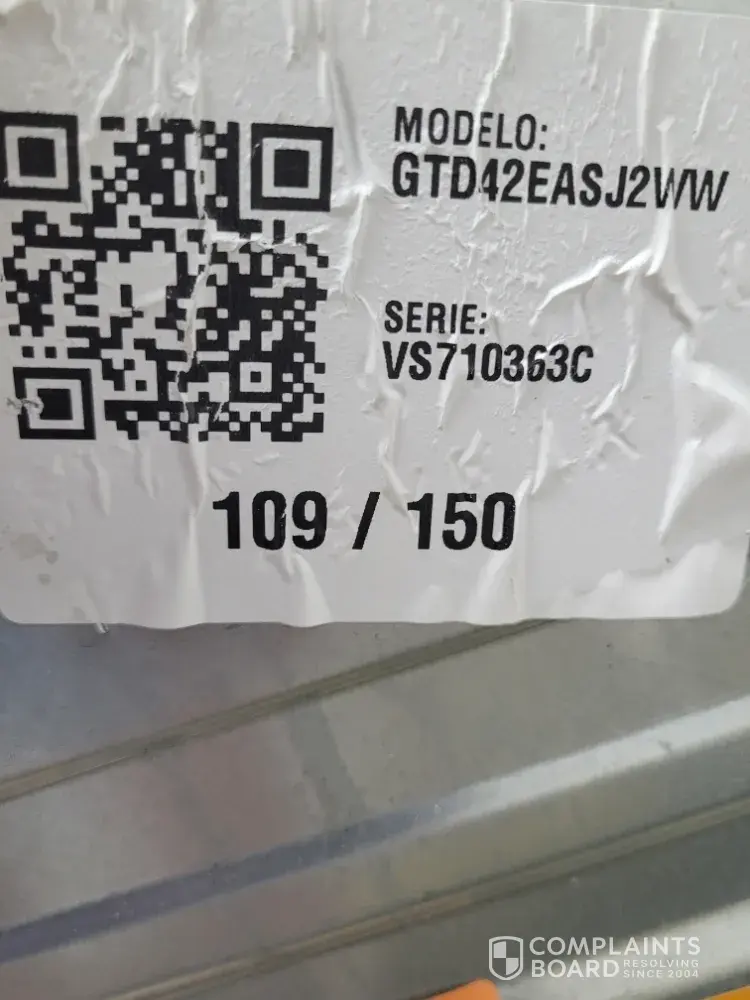 MODELO:
GTD42EASJ2WW
SERIE:
VS710363C
109 / 150
COMPLAINTS
BOARD RESOLVING
SINCE 2004